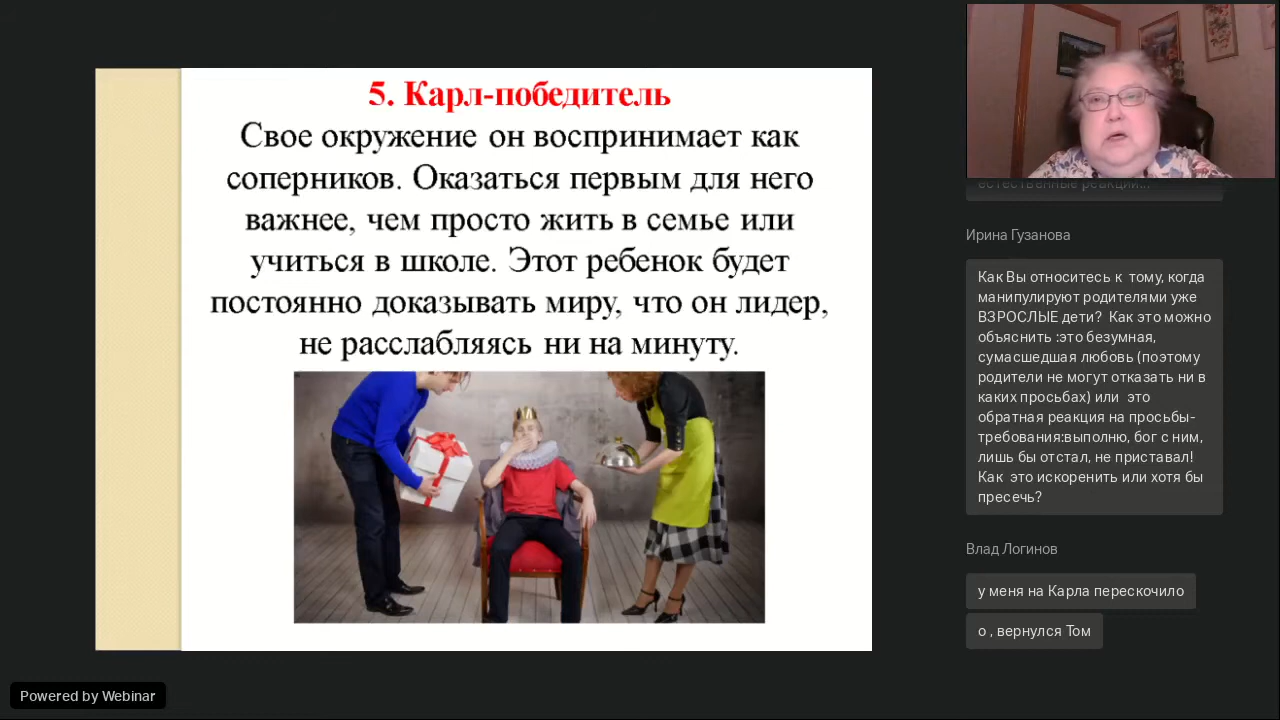 5. Карл-победитель
Свое окружение он воспринимает как
соперников. Оказаться первым для него
важнее, чем просто жить в семье или
учиться в школе. Этот ребенок будет
постоянно доказывать миру, что он лидер,
не расслабляясь ни на минуту.
естественные реакции...
Ирина Гузанова
Как Вы относитесь к тому, когда
манипулируют родителями уже
ВЗРОСЛЫЕ дети? Как это можно
объяснить :это безумная,
сумасшедшая любовь (поэтому
родители не могут отказать ни в
каких просьбах) или это
обратная реакция на просьбы-
требования:выполню, бог с ним,
лишь бы отстал, не приставал!
Как это искоренить или хотя бы
пресечь?
Влад Логинов
у меня на Карла перескочило
о , вернулся Том
Powered by Webinar